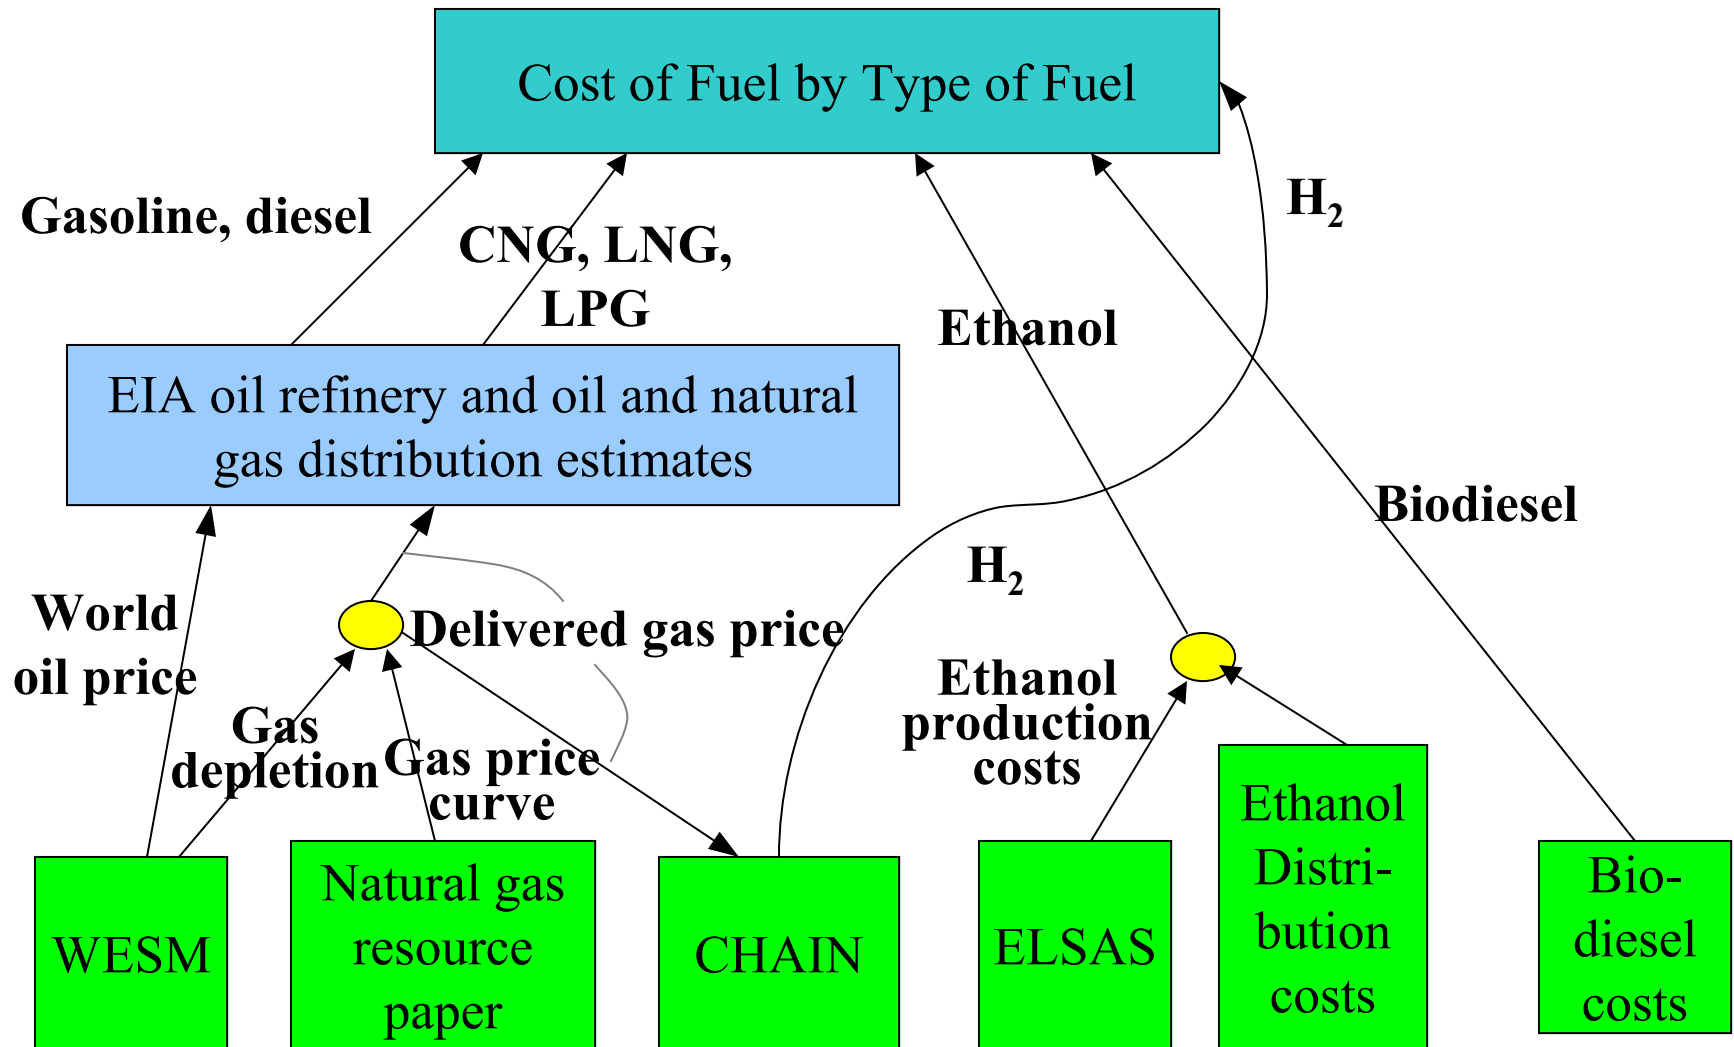 Cost of Fuel by Type of Fuel
H₂
Gasoline, diesel
CNG, LNG,
LPG
Ethanol
EIA oil refinery and oil and natural
gas distribution estimates
Biodiesel
H₂
World
oil price
Delivered gas price
Ethanol
production
costs
Gas
depletion
Gas price
curve
WESM
Natural gas
resource
paper
CHAIN
ELSAS
Ethanol
Distri-
bution
costs
Bio-
diesel
costs